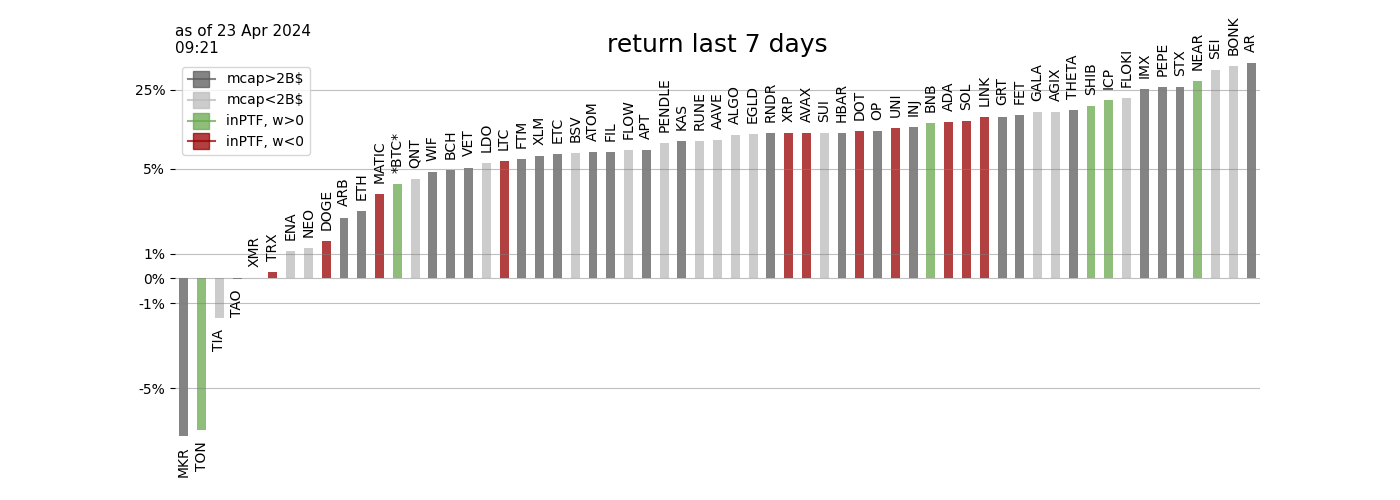 as of 23 Apr 2024
09:21
return last 7 days
mcap>2B$
mcap<2B$
inPTF, w>0
inPTF, w<0
25%
5%
1%
0%
-1%
-5%
MKR
TON
TIA
TAO
XMR
TRX
ENA
NEO
DOGE
ARB
ETH
MATIC
*BTC*
QNT
WIF
BCH
VET
LDO
LTC
FTM
XLM
ETC
BSV
ATOM
FIL
FLOW
APT
PENDLE
KAS
RUNE
AAVE
ALGO
EGLD
RNDR
XRP
AVAX
SUI
HBAR
DOT
OP
UNI
INJ
BNB
ADA
SOL
LINK
GRT
FET
GALA
AGIX
THETA
SHIB
ICP
FLOKI
IMX
PEPE
STX
NEAR
SEI
BONK
AR